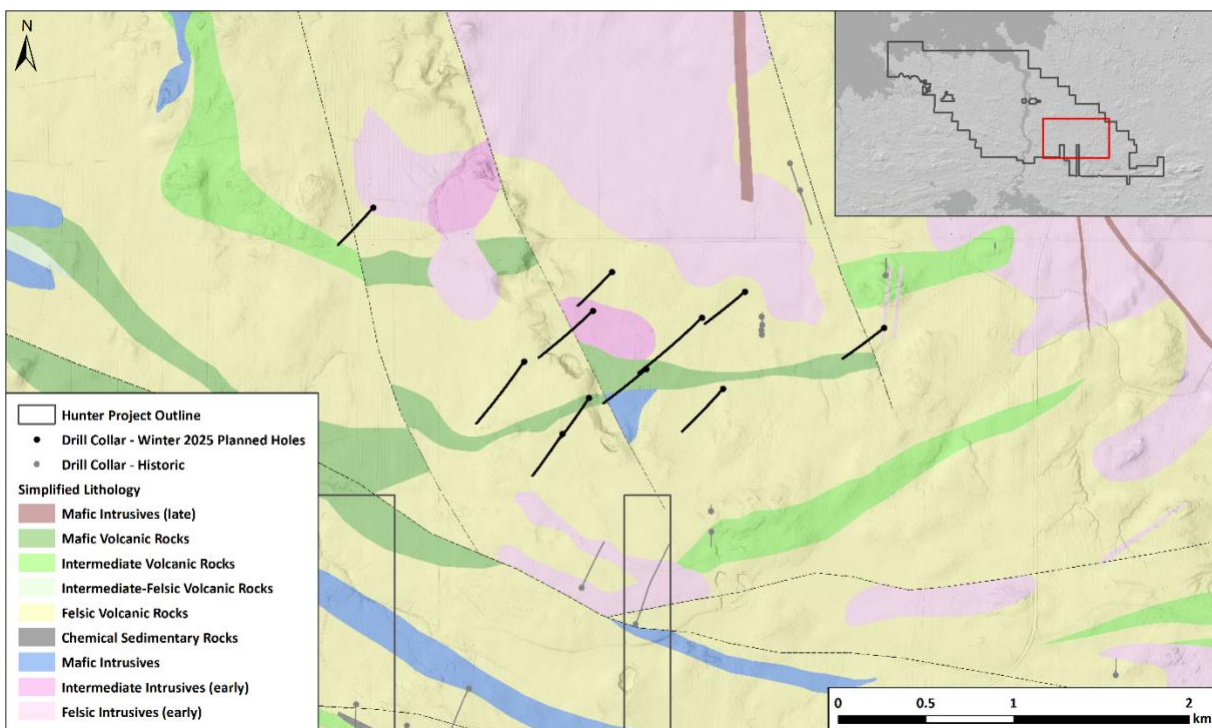 N
Hunter Project Outline
Drill Collar - Winter 2025 Planned Holes
Drill Collar - Historic
Simplified Lithology
Mafic Intrusives (late)
Mafic Volcanic Rocks
Intermediate Volcanic Rocks
Intermediate-Felsic Volcanic Rocks
Felsic Volcanic Rocks
Chemical Sedimentary Rocks
Mafic Intrusives
Intermediate Intrusives (early)
Felsic Intrusives (early)
0 0.5 1 2
km